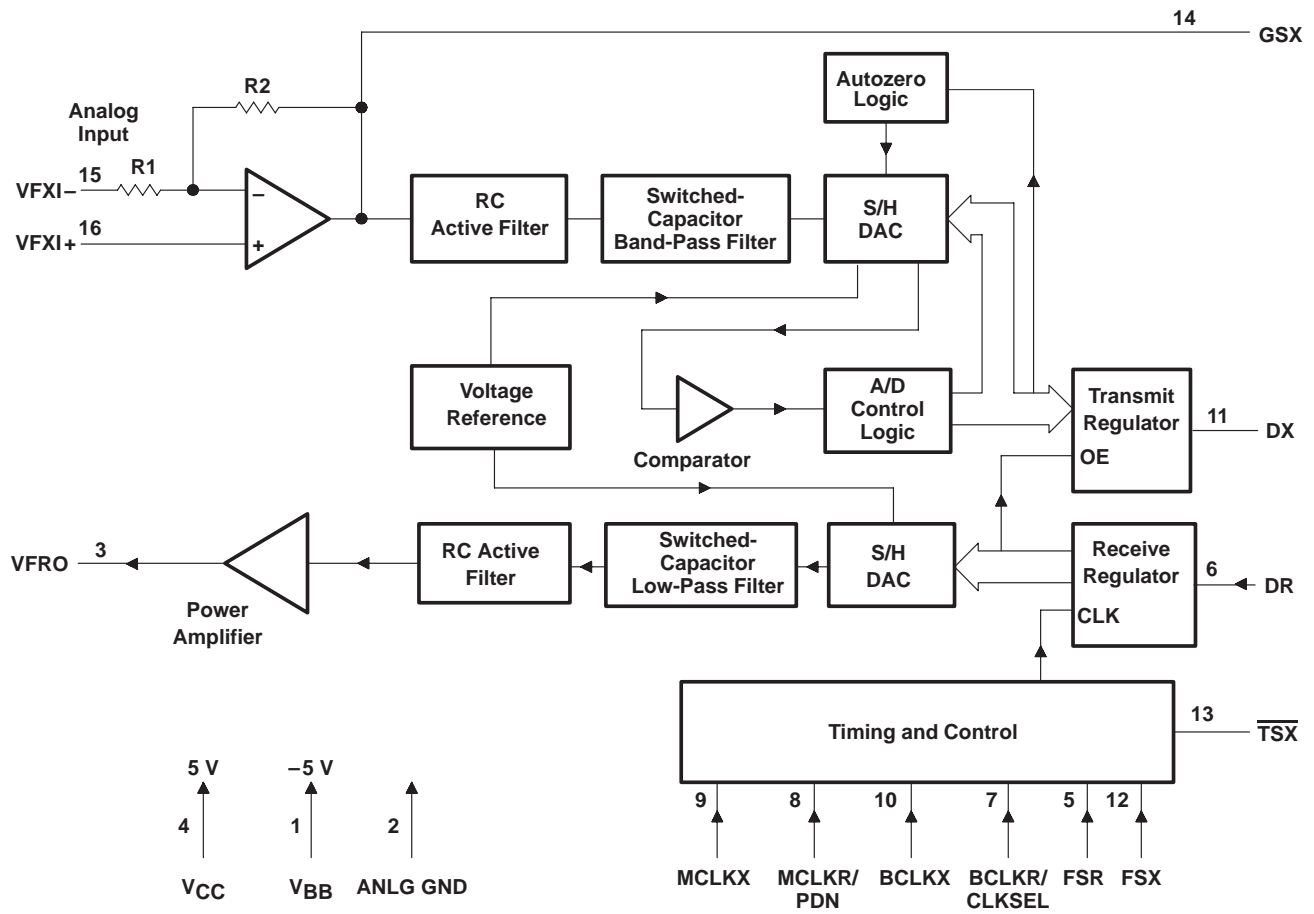 14
GSX
R2
Autozero
Logic
Analog
Input
15
R1
VFXI−
−
16
VFXI+
+
RC
Active Filter
Switched-
Capacitor
Band-Pass Filter
S/H
DAC
Voltage
Reference
Comparator
A/D
Control
Logic
Transmit
Regulator
OE
11
DX
3
VFRO
Power
Amplifier
RC Active
Filter
Switched-
Capacitor
Low-Pass Filter
S/H
DAC
Receive
Regulator
CLK
6
DR
Timing and Control
13
TSX
5 V
−5 V
4
1
2
VCC
VBB
ANLG GND
9
8
10
7
5
12
MCLKX
MCLKR/
PDN
BCLKX
BCLKR/
CLKSEL
FSR
FSX